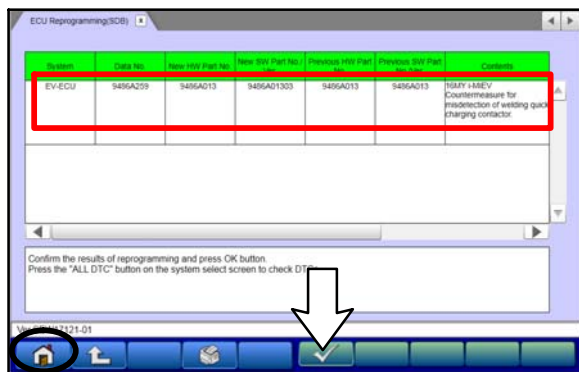 ECU Reprogramming(SDB)
System Data No. New HW Part No. New SW Part No./ Previous HW Part Previous SW Part Contents
EV-ECU 9486A259 9486A013 9486A01303 9486A013 9486A013 16MY i-MiEV
Countermeasure for
misdetection of welding quick
charging contactor.
Confirm the results of reprogramming and press OK button.
Press the "ALL DTC" button on the system select screen to check